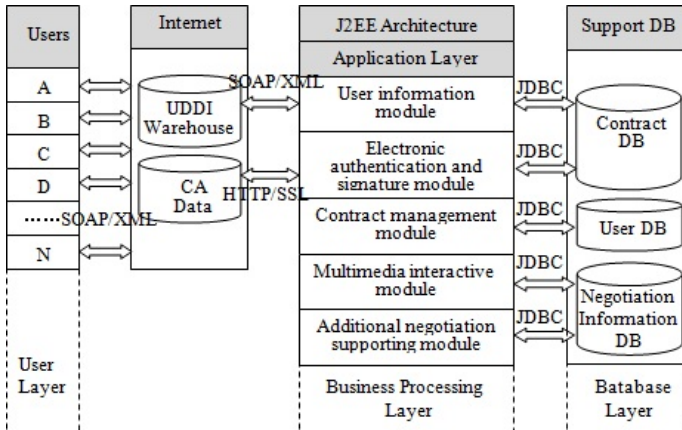 Users
A
B
C
D
……SOAP/XML
N
User
Layer
Internet
UDDI
Warehouse
CA
Data
SOAP/XML
HTTP/SSL
J2EE Architecture
Application Layer
User information
module
Electronic
authentication and
signature module
Contract management
module
Multimedia interactive
module
Additional negotiation
supporting module
Business Processing
Layer
JDBC
JDBC
JDBC
JDBC
JDBC
Support DB
Contract
DB
User DB
Negotiation
Information
DB
Batabase
Layer